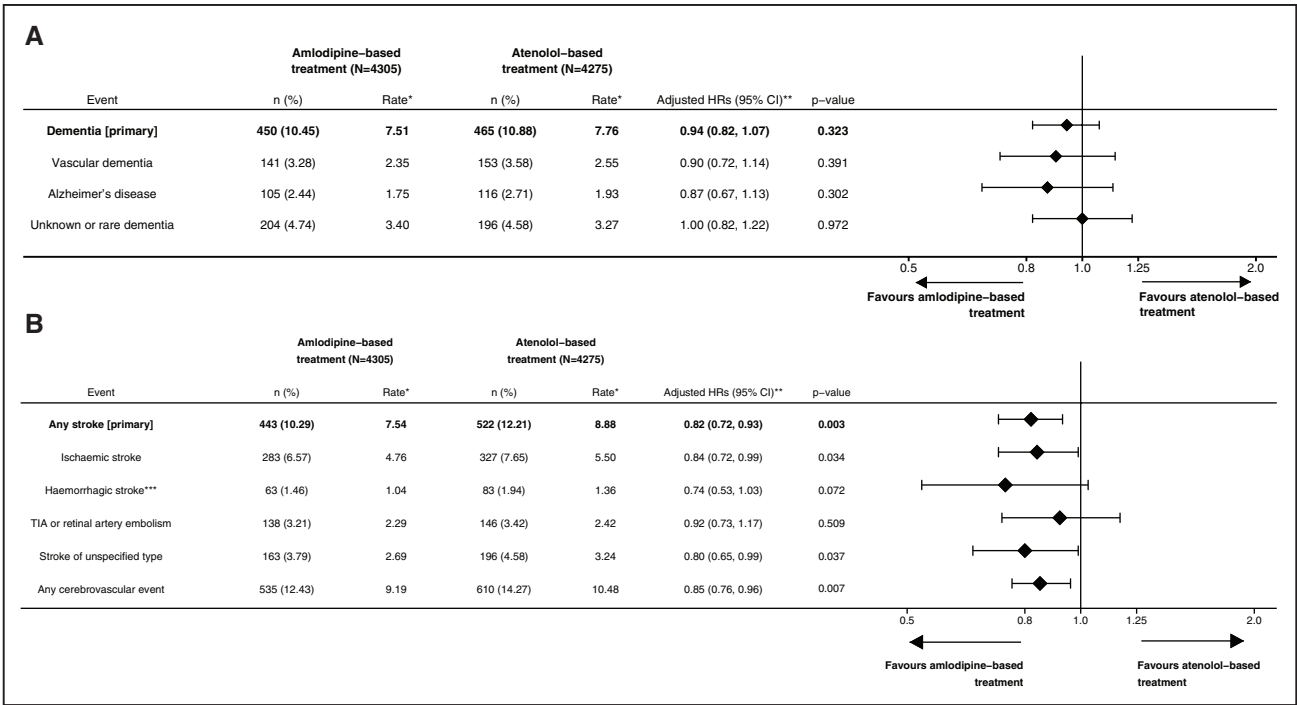 A
Amlodipine−based Atenolol−based
treatment (N=4305) treatment (N=4275)
Event n (%) Rate* n (%) Rate* Adjusted HRs (95% CI)** p−value
Dementia [primary] 450 (10.45) 7.51 465 (10.88) 7.76 0.94 (0.82, 1.07) 0.323
Vascular dementia 141 (3.28) 2.35 153 (3.58) 2.55 0.90 (0.72, 1.14) 0.391
Alzheimer's disease 105 (2.44) 1.75 116 (2.71) 1.93 0.87 (0.67, 1.13) 0.302
Unknown or rare dementia 204 (4.74) 3.40 196 (4.58) 3.27 1.00 (0.82, 1.22) 0.972
0.5 0.8 1.0 1.25 2.0
Favours amlodipine−based Favours atenolol−based
treatment treatment
B
Amlodipine−based Atenolol−based
treatment (N=4305) treatment (N=4275)
Event n (%) Rate* n (%) Rate* Adjusted HRs (95% CI)** p−value
Any stroke [primary] 443 (10.29) 7.54 522 (12.21) 8.88 0.82 (0.72, 0.93) 0.003
Ischaemic stroke 283 (6.57) 4.76 327 (7.65) 5.50 0.84 (0.72, 0.99) 0.034
Haemorrhagic stroke*** 63 (1.46) 1.04 83 (1.94) 1.36 0.74 (0.53, 1.03) 0.072
TIA or retinal artery embolism 138 (3.21) 2.29 146 (3.42) 2.42 0.92 (0.73, 1.17) 0.509
Stroke of unspecified type 163 (3.79) 2.69 196 (4.58) 3.24 0.80 (0.65, 0.99) 0.037
Any cerebrovascular event 535 (12.43) 9.19 610 (14.27) 10.48 0.85 (0.76, 0.96) 0.007
0.5 0.8 1.0 1.25 2.0
Favours amlodipine−based Favours atenolol−based
treatment treatment